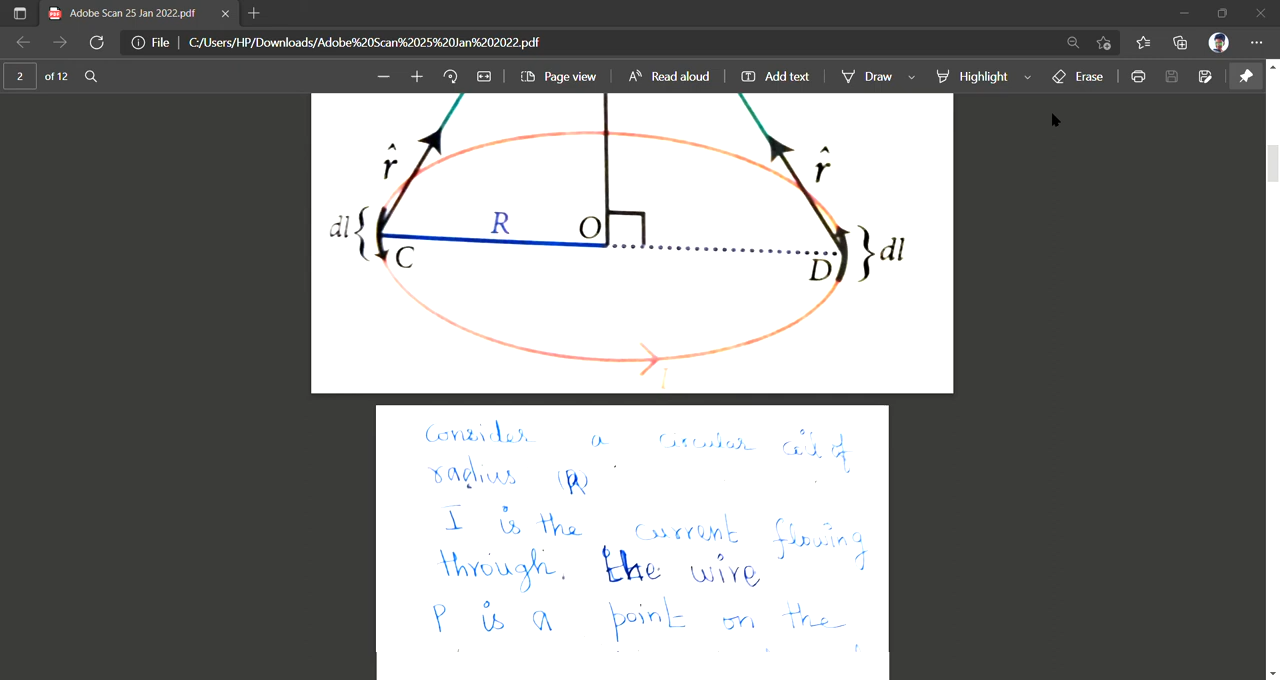 Adobe Scan 25 Jan 2022.pdf
File C:/Users/HP/Downloads/Adobe%20Scan%2025%20Jan%202022.pdf
2 of 12 Page view Read aloud Add text Draw Highlight Erase
r̂ r̂
dl{ R O }dl
C D
I
Consider a circular coil of
radius (R)
I is the current flowing
through. the wire
P is a point on the